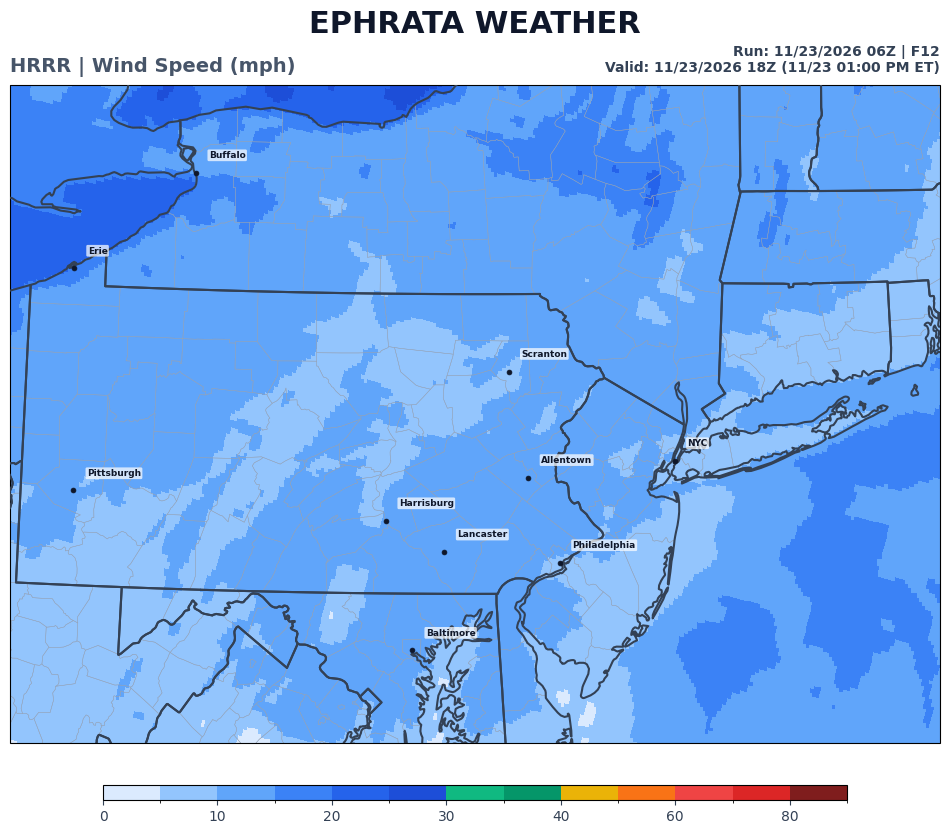 EPHRATA WEATHER
HRRR | Wind Speed (mph)
Run: 11/23/2026 06Z | F12
Valid: 11/23/2026 18Z (11/23 01:00 PM ET)
Buffalo
Erie
Scranton
NYC
Allentown
Pittsburgh
Harrisburg
Lancaster
Philadelphia
Baltimore
0 10 20 30 40 60 80